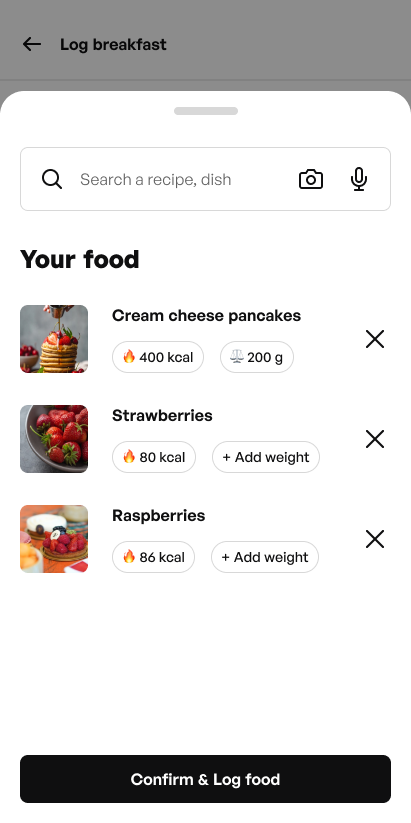 Log breakfast
Search a recipe, dish
Your food
Cream cheese pancakes
400 kcal
200 g
Strawberries
80 kcal
+ Add weight
Raspberries
86 kcal
+ Add weight
Confirm & Log food